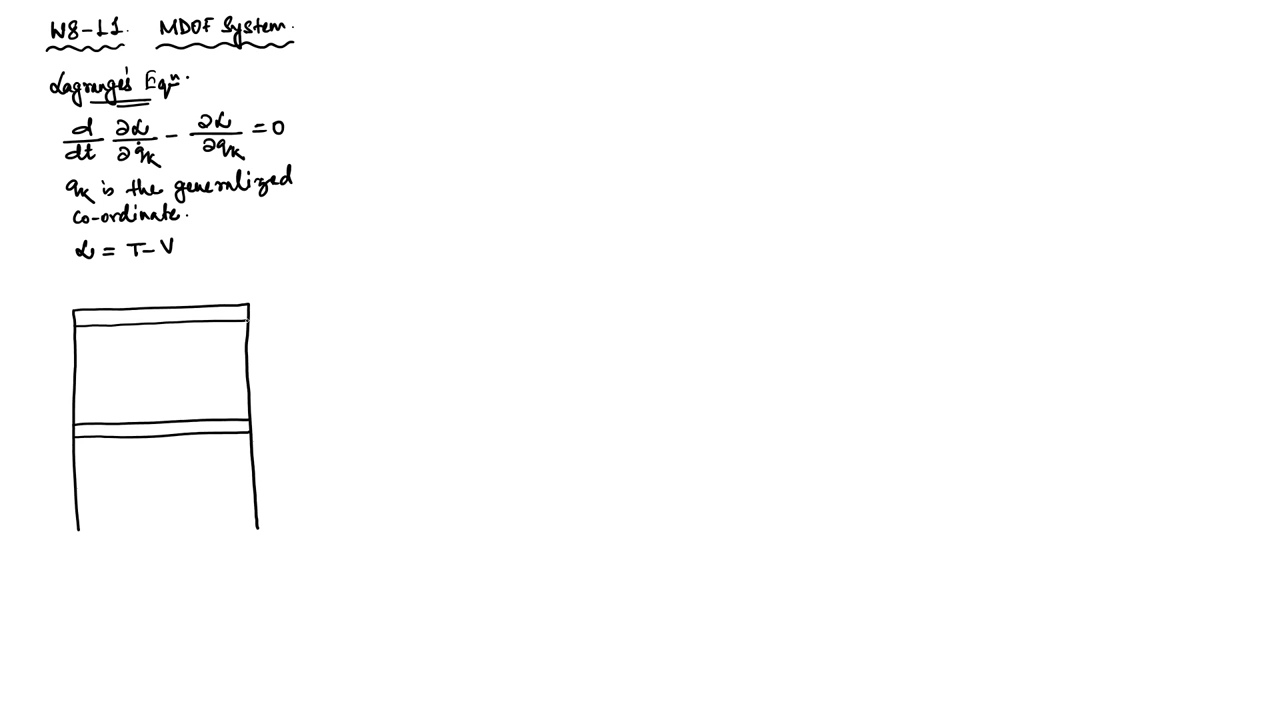 W8-L1. MDOF System.
Lagrange's Eqⁿ.
d/dt ∂ℒ/∂q̇ₖ - ∂ℒ/∂qₖ = 0
qₖ is the generalized
co-ordinate.
ℒ = T-V